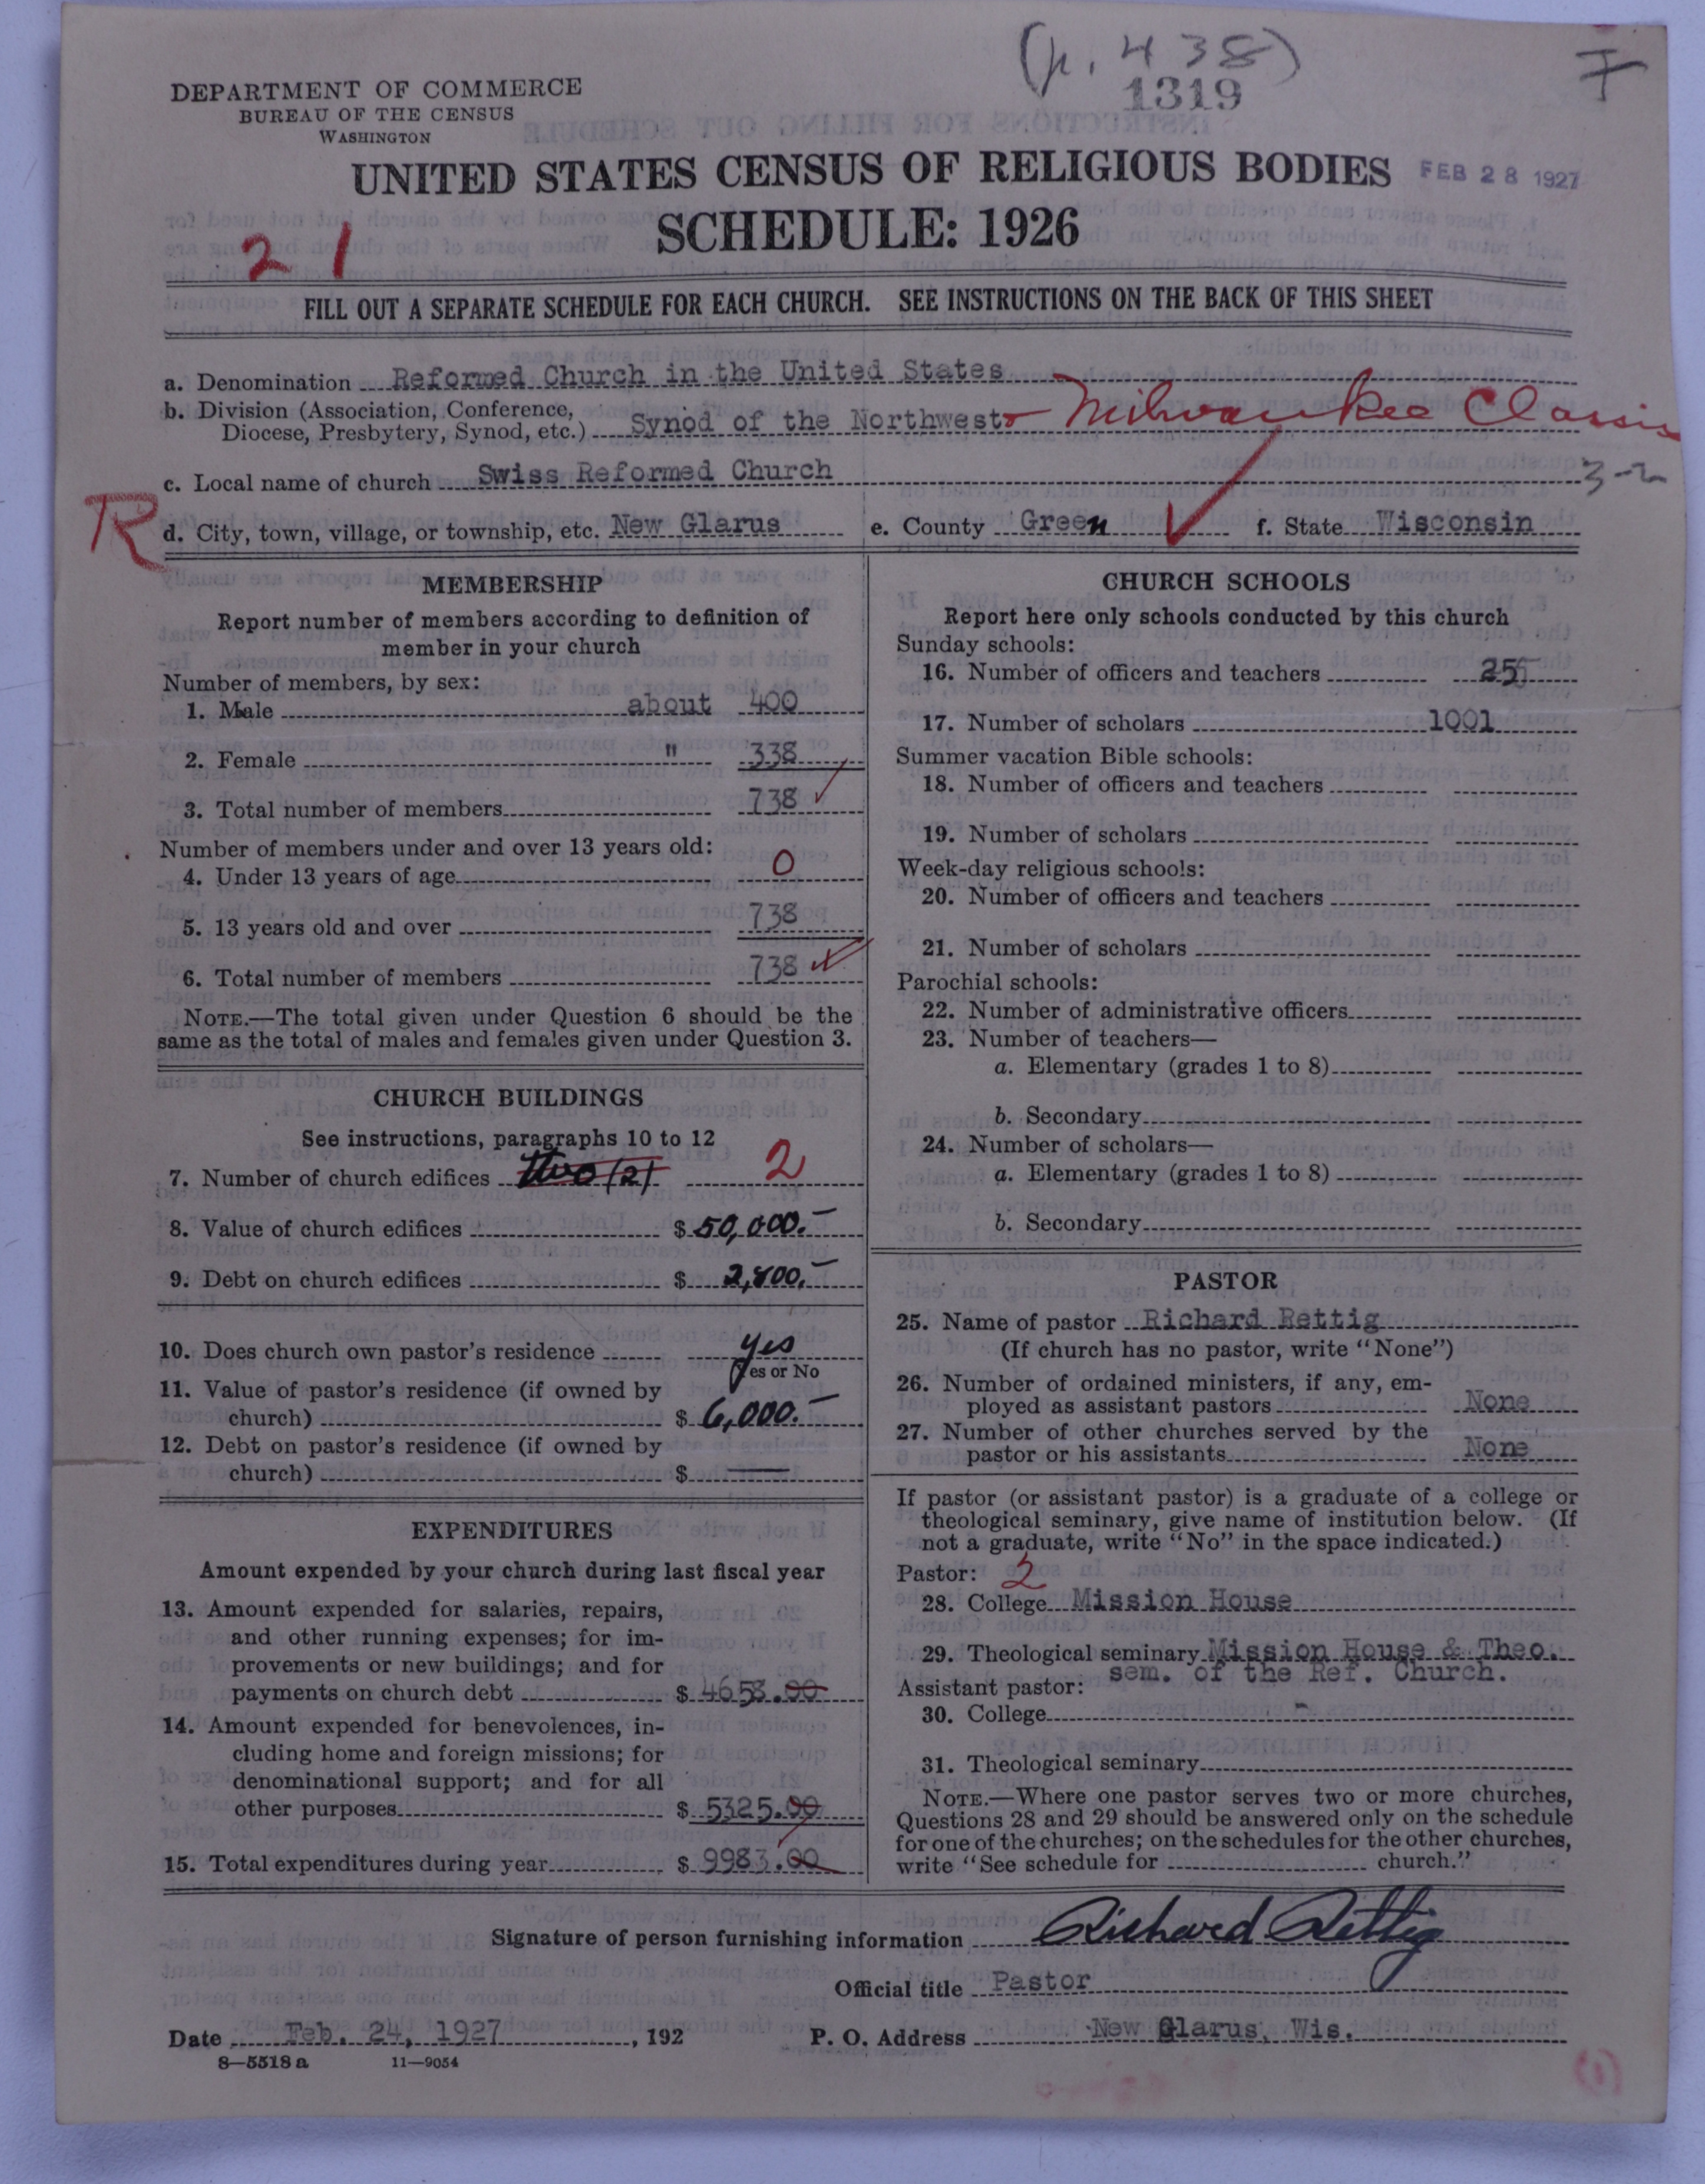 (p. 438)
1319
7
DEPARTMENT OF COMMERCE
BUREAU OF THE CENSUS
WASHINGTON
UNITED STATES CENSUS OF RELIGIOUS BODIES
FEB 28 1927
SCHEDULE: 1926
21
FILL OUT A SEPARATE SCHEDULE FOR EACH CHURCH. SEE INSTRUCTIONS ON THE BACK OF THIS SHEET
a. Denomination Reformed Church in the United States
b. Division (Association, Conference,
Diocese, Presbytery, Synod, etc.) Synod of the Northwest Milwaukee Classis
c. Local name of church Swiss Reformed Church
3-2
R
d. City, town, village, or township, etc. New Glarus e. County Green f. State Wisconsin
MEMBERSHIP
Report number of members according to definition of
member in your church
Number of members, by sex:
1. Male about 400
2. Female " 338
3. Total number of members 738
Number of members under and over 13 years old:
4. Under 13 years of age 0
5. 13 years old and over 738
6. Total number of members 738
NOTE.—The total given under Question 6 should be the
same as the total of males and females given under Question 3.
CHURCH BUILDINGS
See instructions, paragraphs 10 to 12
7. Number of church edifices two (2) 2
8. Value of church edifices $ 50,000.—
9. Debt on church edifices $ 2,800.—
10. Does church own pastor's residence yes
Yes or No
11. Value of pastor's residence (if owned by
church) $ 6,000.—
12. Debt on pastor's residence (if owned by
church) $ —
EXPENDITURES
Amount expended by your church during last fiscal year
13. Amount expended for salaries, repairs,
and other running expenses; for im-
provements or new buildings; and for
payments on church debt $ 4658.00
14. Amount expended for benevolences, in-
cluding home and foreign missions; for
denominational support; and for all
other purposes $ 5325.00
15. Total expenditures during year $ 9983.00
CHURCH SCHOOLS
Report here only schools conducted by this church
Sunday schools:
16. Number of officers and teachers 25
17. Number of scholars 1001
Summer vacation Bible schools:
18. Number of officers and teachers
19. Number of scholars
Week-day religious schools:
20. Number of officers and teachers
21. Number of scholars
Parochial schools:
22. Number of administrative officers
23. Number of teachers—
a. Elementary (grades 1 to 8)
b. Secondary
24. Number of scholars—
a. Elementary (grades 1 to 8)
b. Secondary
PASTOR
25. Name of pastor Richard Rettig
(If church has no pastor, write "None")
26. Number of ordained ministers, if any, em-
ployed as assistant pastors None
27. Number of other churches served by the
pastor or his assistants None
If pastor (or assistant pastor) is a graduate of a college or
theological seminary, give name of institution below. (If
not a graduate, write "No" in the space indicated.)
Pastor: 2
28. College Mission House
29. Theological seminary Mission House & Theo.
sem. of the Ref. Church.
Assistant pastor:
30. College
31. Theological seminary
NOTE.—Where one pastor serves two or more churches,
Questions 28 and 29 should be answered only on the schedule
for one of the churches; on the schedules for the other churches,
write "See schedule for church."
Signature of person furnishing information Richard Rettig
Official title Pastor
Date Feb. 24, 1927, 192 P. O. Address New Glarus, Wis.
8—5518 a 11—9054